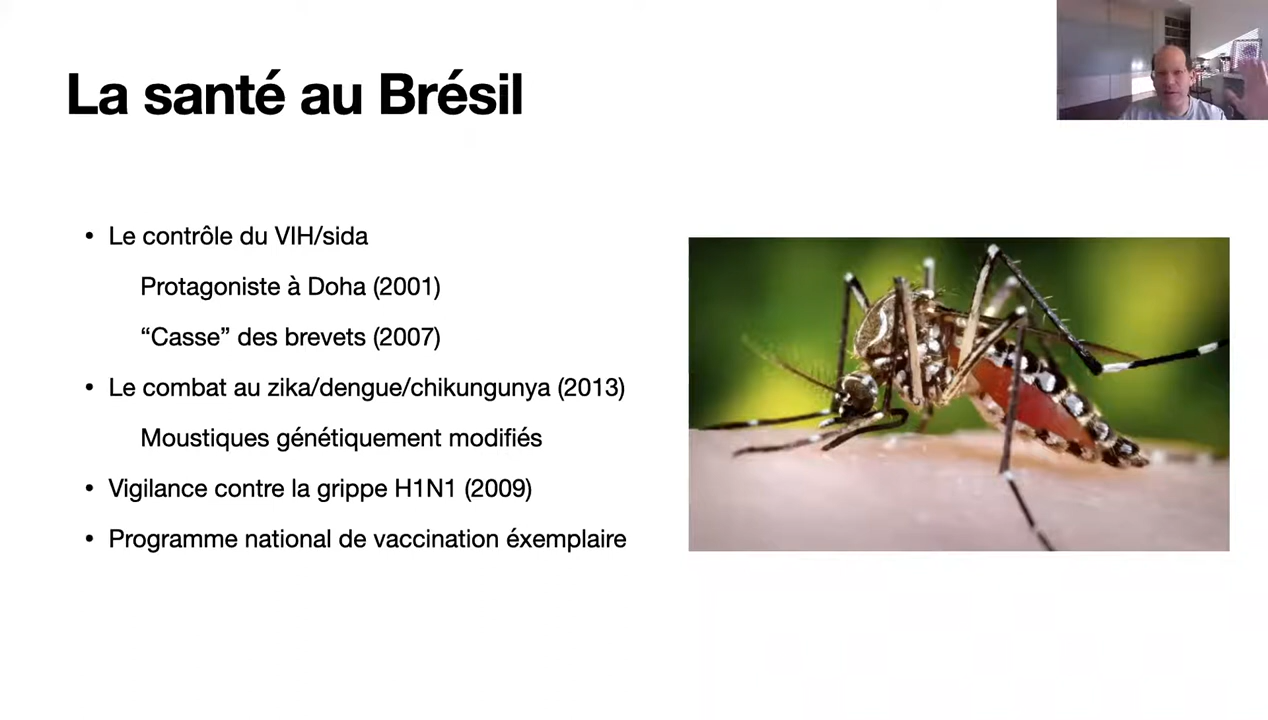 La santé au Brésil
• Le contrôle du VIH/sida
Protagoniste à Doha (2001)
“Casse” des brevets (2007)
• Le combat au zika/dengue/chikungunya (2013)
Moustiques génétiquement modifiés
• Vigilance contre la grippe H1N1 (2009)
• Programme national de vaccination éxemplaire